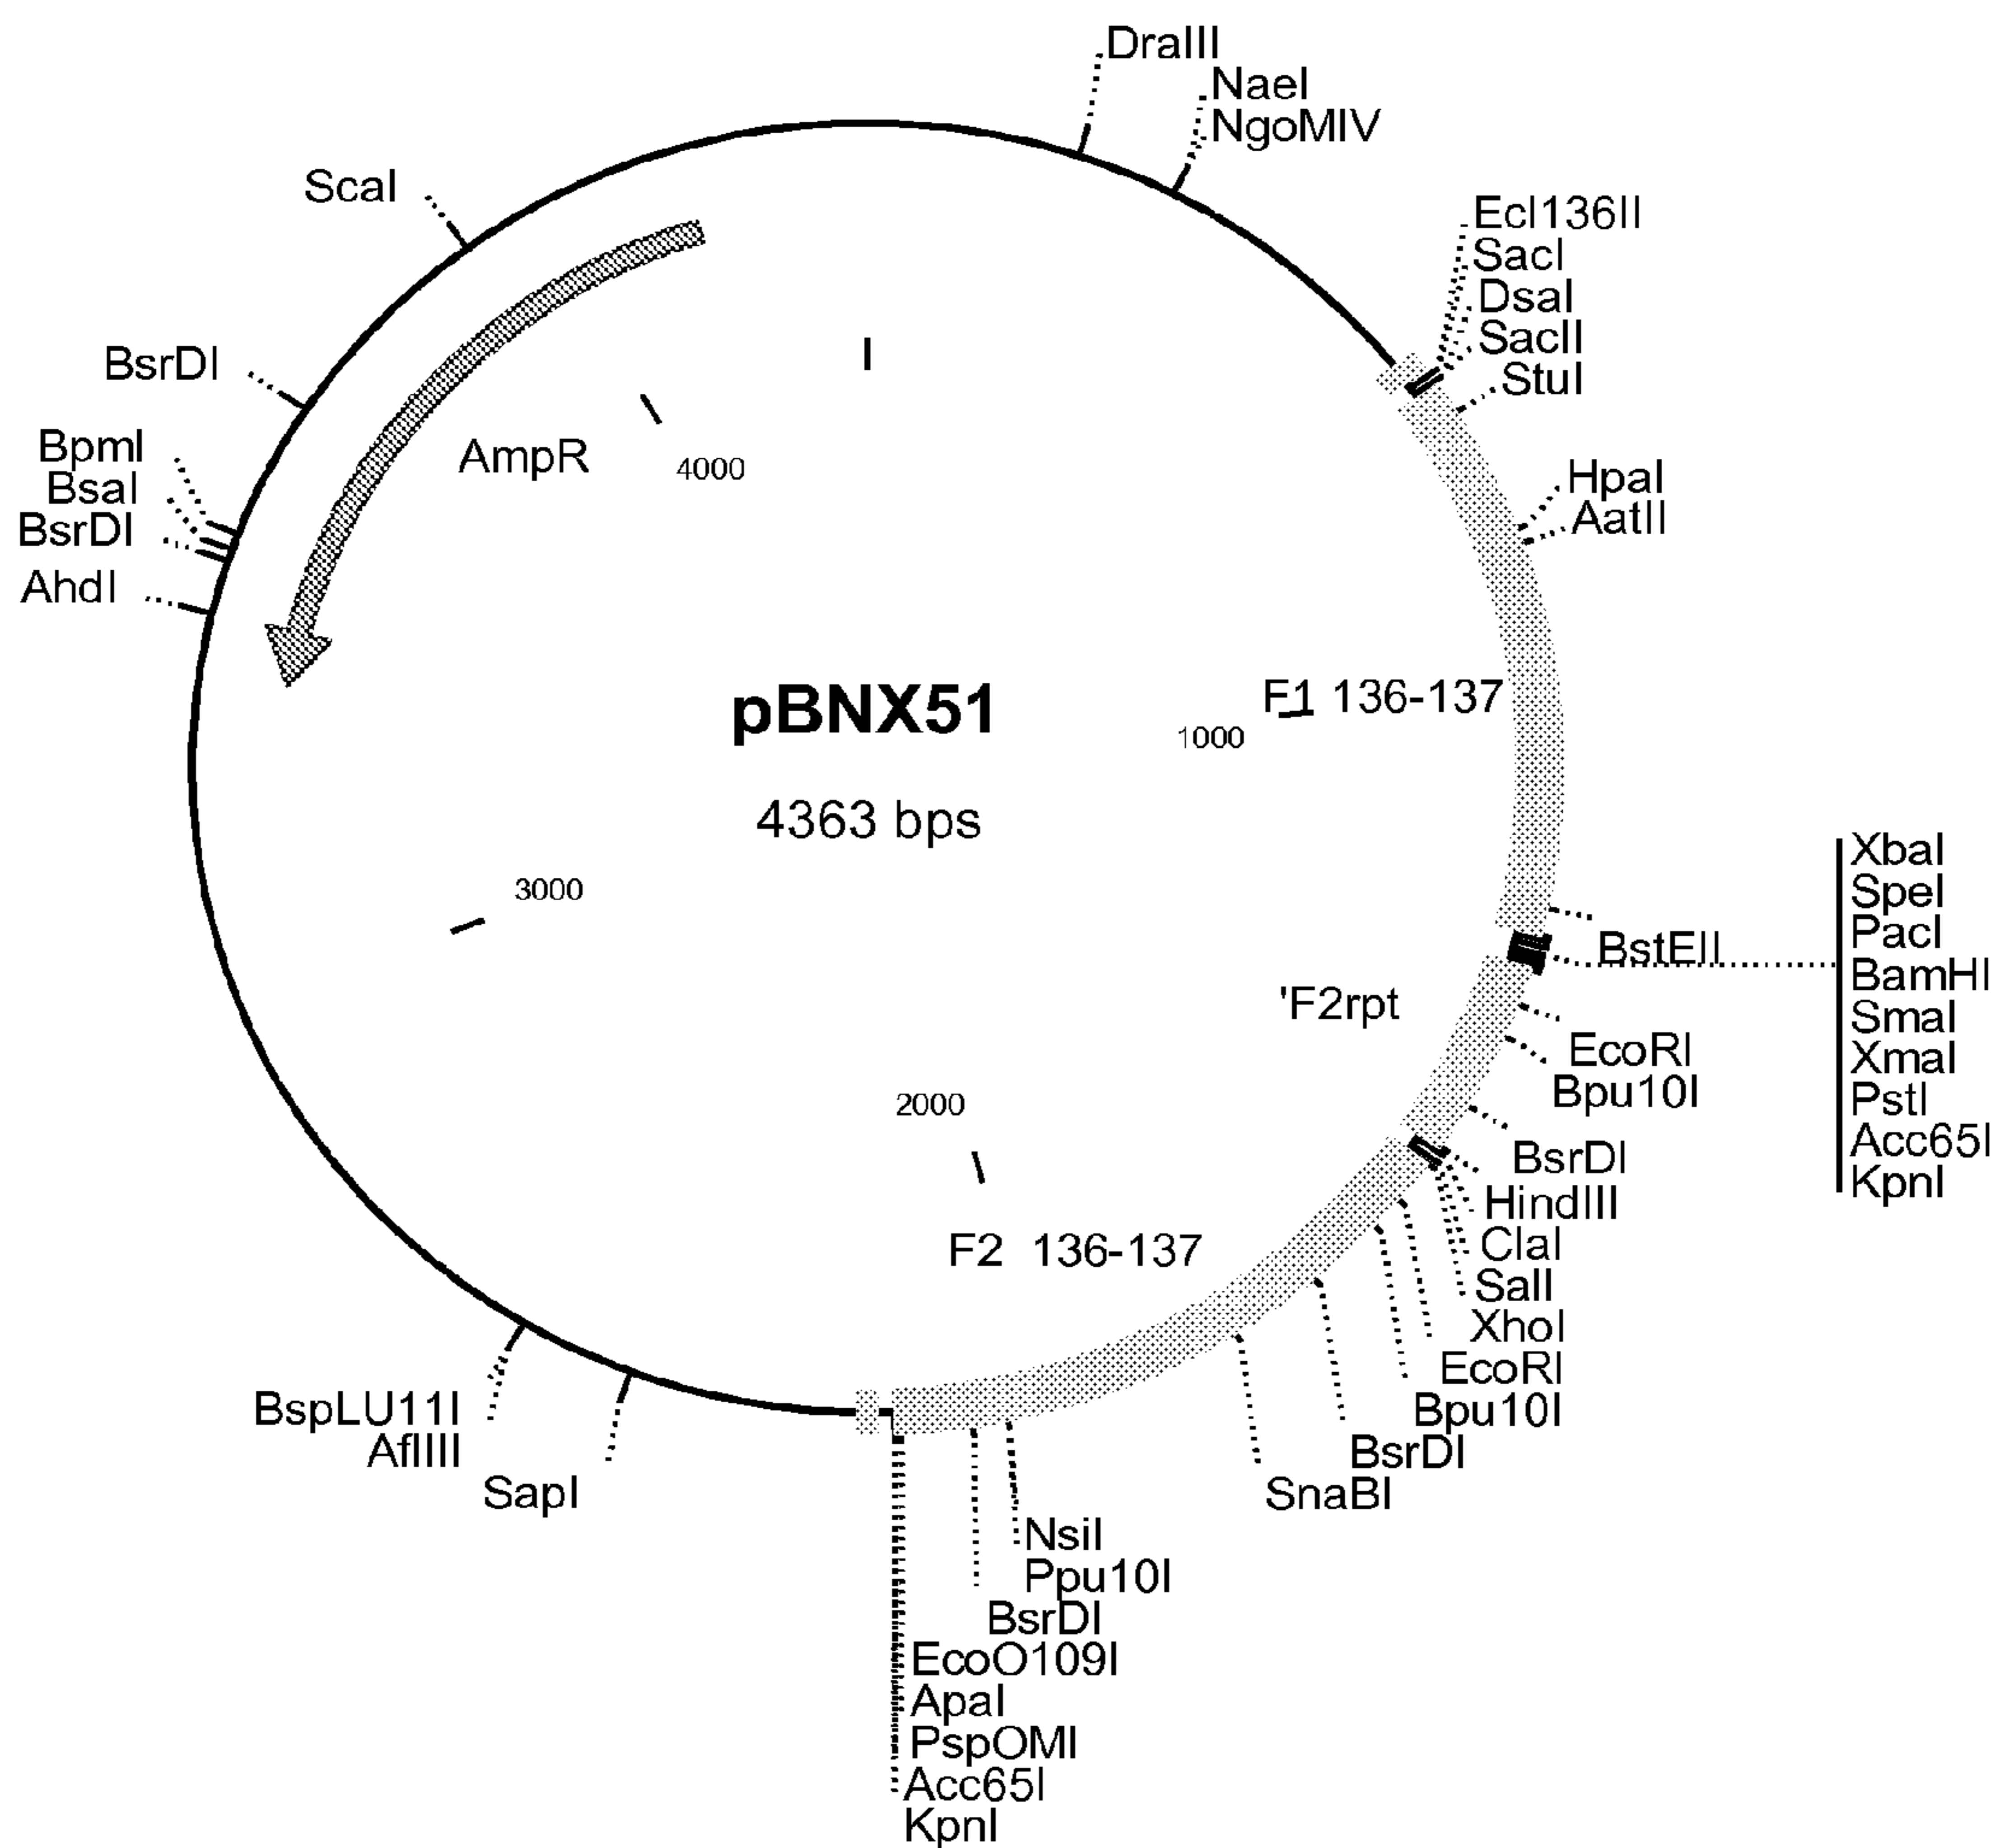 DraIII
NaeI
NgoMIV
ScaI
Ecl136II
SacI
DsaI
SacII
StuI
BsrDI
BpmI
BsaI
BsrDI
AhdI
AmpR
4000
HpaI
AatII
pBNX51
4363 bps
F1 136-137
1000
3000
XbaI
SpeI
PacI
BamHI
SmaI
XmaI
PstI
Acc65I
KpnI
BstEII
'F2rpt
EcoRI
Bpu10I
2000
BsrDI
HindIII
ClaI
SalI
XhoI
EcoRI
Bpu10I
BsrDI
SnaBI
F2 136-137
BspLU11I
AflIII
SapI
NsiI
Ppu10I
BsrDI
EcoO109I
ApaI
PspOMI
Acc65I
KpnI